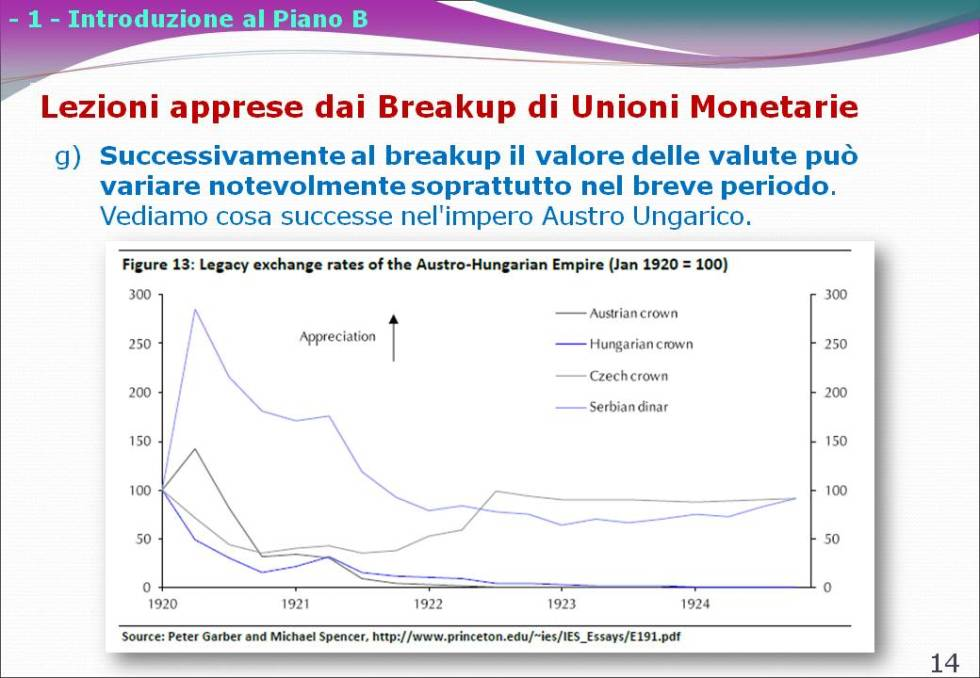 - 1 - Introduzione al Piano B
Lezioni apprese dai Breakup di Unioni Monetarie
g) Successivamente al breakup il valore delle valute può
variare notevolmente soprattutto nel breve periodo.
Vediamo cosa successe nel'impero Austro Ungarico.
Figure 13: Legacy exchange rates of the Austro-Hungarian Empire (Jan 1920 = 100)
300 300
Austrian crown
Appreciation
250 250
Hungarian crown
Czech crown
200 200
Serbian dinar
150 150
100 100
50 50
0 0
1920 1921 1922 1923 1924
Source: Peter Garber and Michael Spencer, http://www.princeton.edu/~ies/IES_Essays/E191.pdf
14